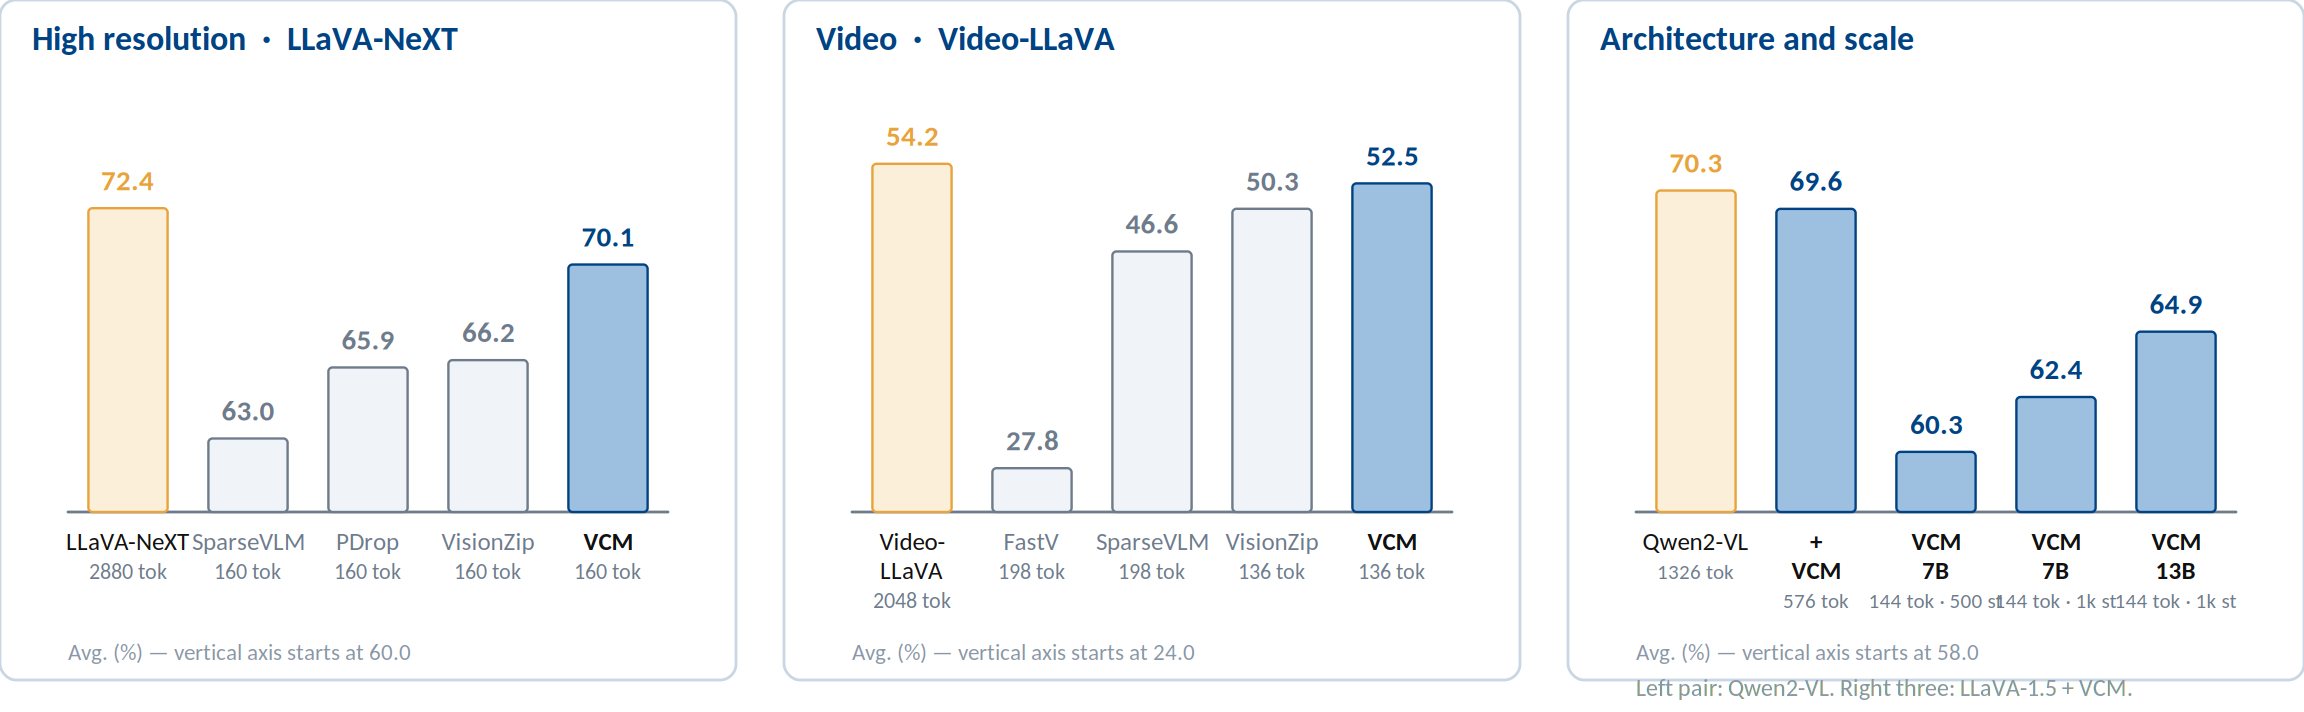 High resolution · LLaVA-NeXT
72.4
63.0
65.9
66.2
70.1
LLaVA-NeXT SparseVLM PDrop VisionZip VCM
2880 tok 160 tok 160 tok 160 tok 160 tok
Avg. (%) — vertical axis starts at 60.0
Video · Video-LLaVA
54.2
27.8
46.6
50.3
52.5
Video- FastV SparseVLM VisionZip VCM
LLaVA 198 tok 198 tok 136 tok 136 tok
2048 tok
Avg. (%) — vertical axis starts at 24.0
Architecture and scale
70.3
69.6
60.3
62.4
64.9
Qwen2-VL + VCM VCM VCM
1326 tok VCM 7B 7B 13B
576 tok 144 tok · 500 st 144 tok · 1k st 144 tok · 1k st
Avg. (%) — vertical axis starts at 58.0
Left pair: Qwen2-VL. Right three: LLaVA-1.5 + VCM.